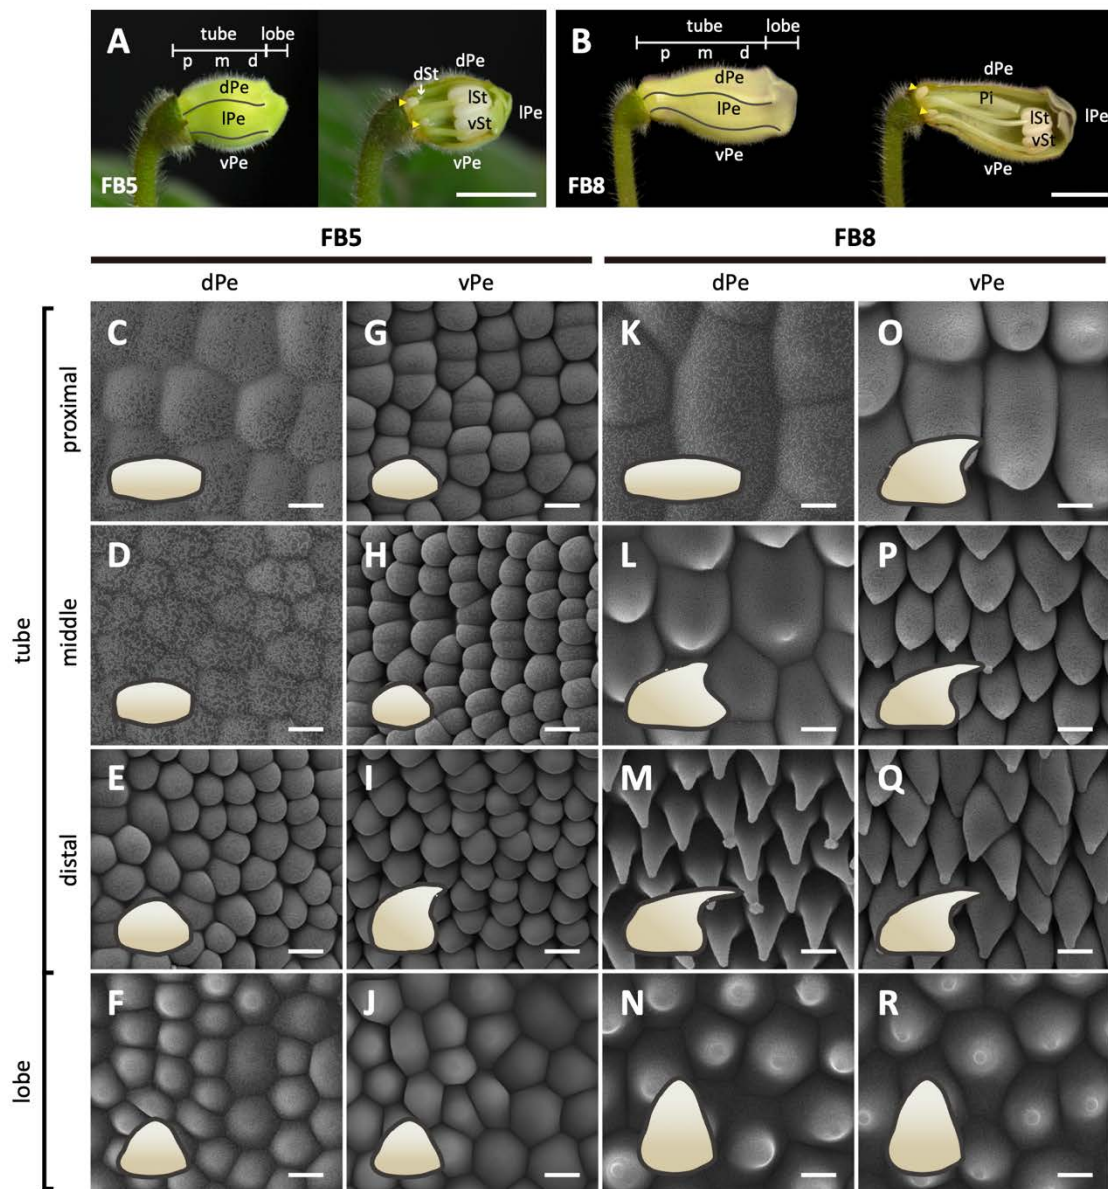 A
tube
lobe
p m d
dPe
lPe
vPe
FB5
dPe
dSt
lSt
vSt
lPe
vPe
B
tube
lobe
p m d
dPe
lPe
vPe
FB8
dPe
Pi
lSt
vSt
lPe
vPe
FB5 FB8
dPe vPe dPe vPe
tube
proximal
C G K O
middle
D H L P
distal
E I M Q
lobe
F J N R